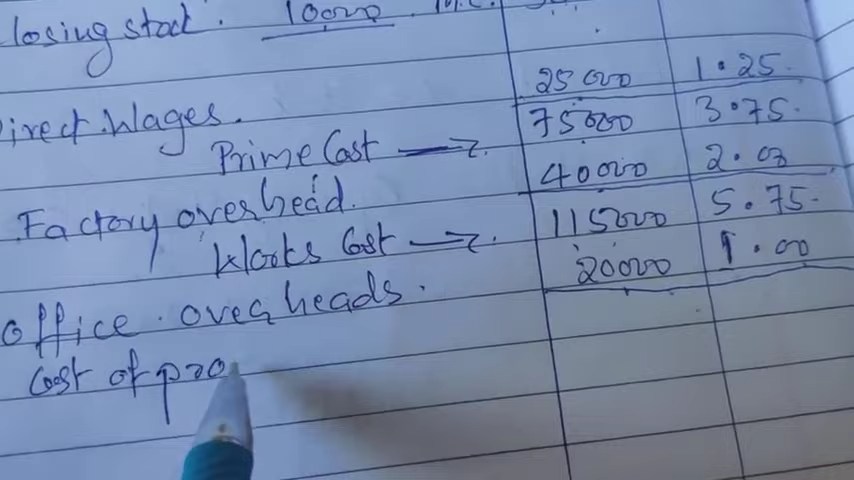 losing stock. 10000 M.C.
25000 1.25
irect Wages. 75000 3.75
Prime Cost → 40000 2.00
Factory overhead. 115000 5.75
Works Cost → 20000 1.00
Office overheads.
Cost of pro